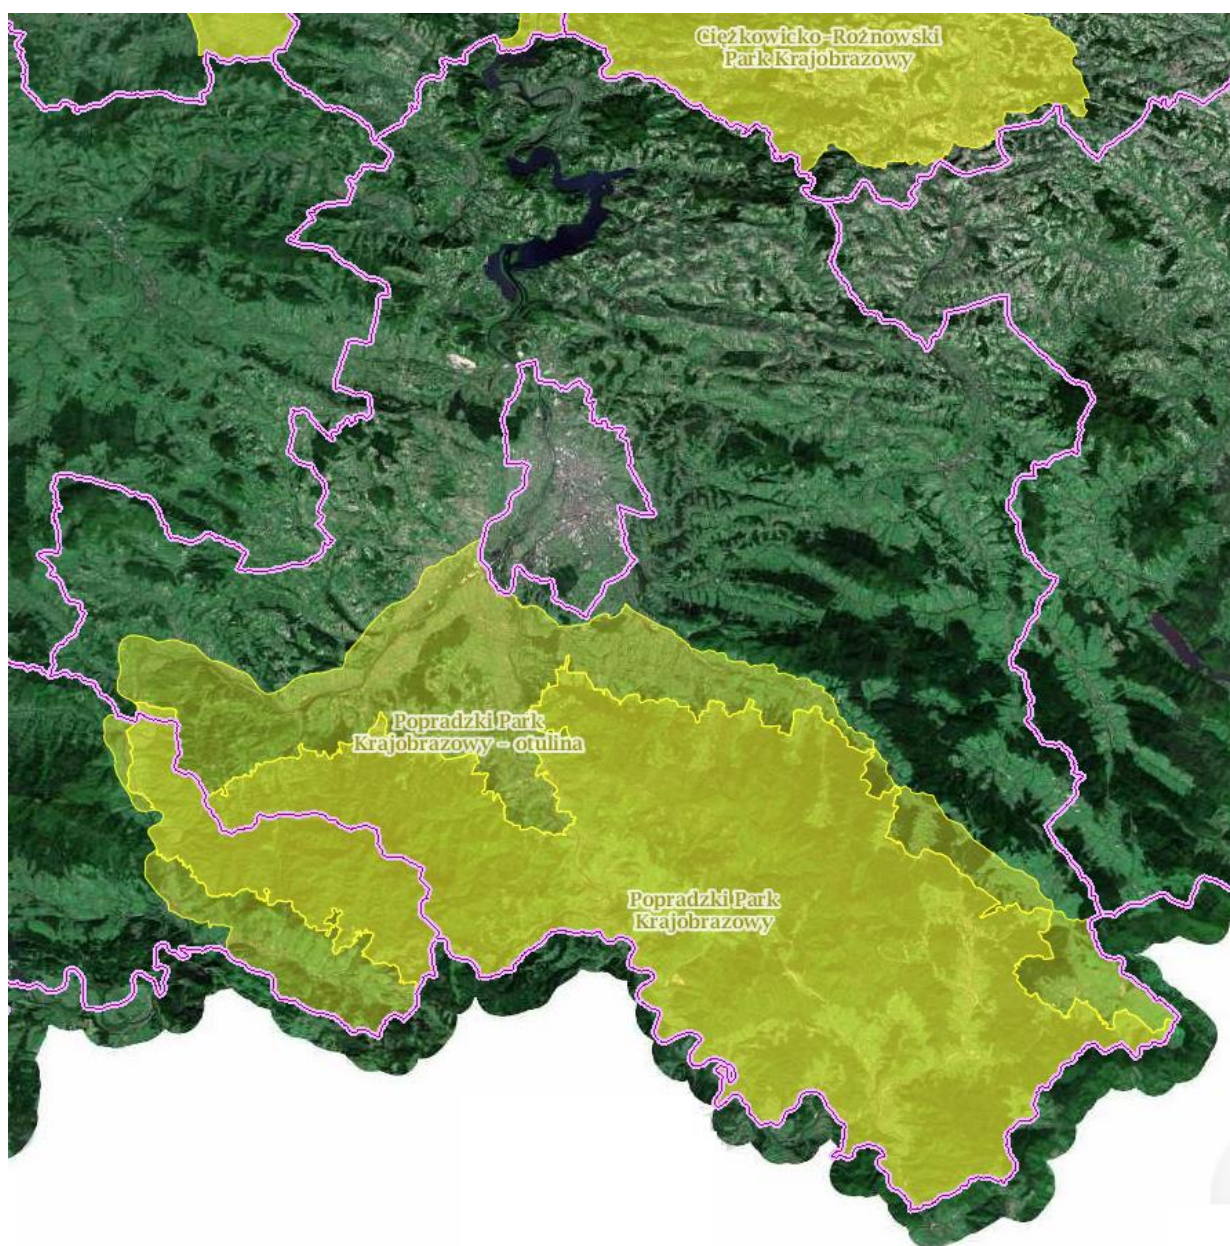 Ciężkowicko-Rożnowski
Park Krajobrazowy
Popradzki Park
Krajobrazowy - otulina
Popradzki Park
Krajobrazowy